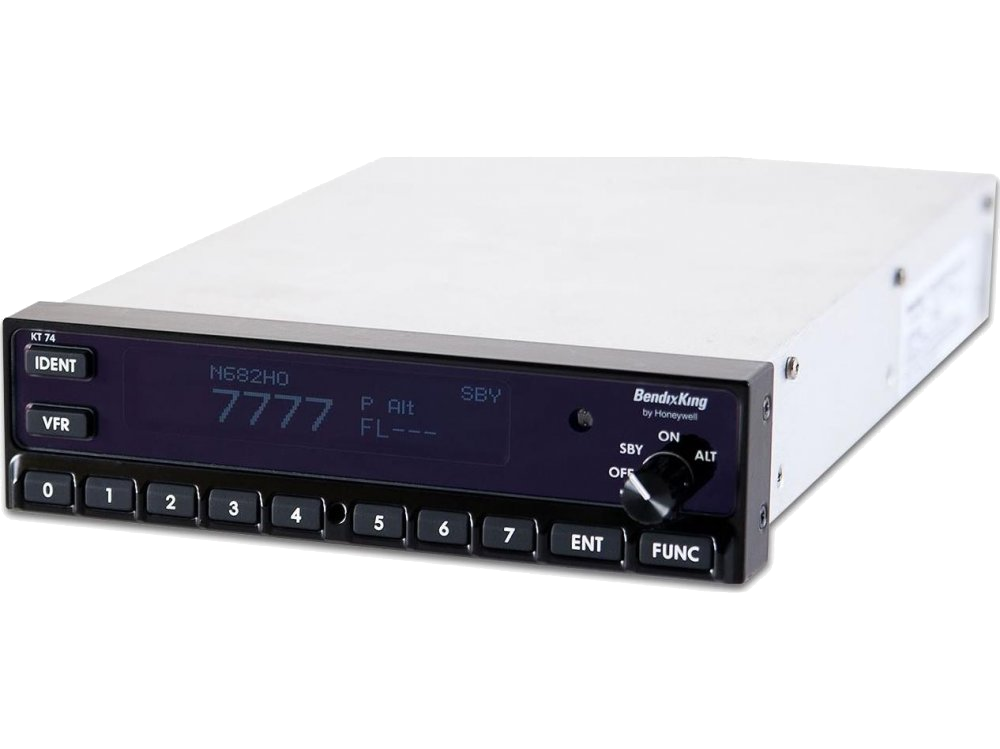 KT 74
IDENT
VFR
N682HO
7777
P Alt
FL---
SBY
BendixKing
by Honeywell
OFF
SBY
ON
ALT
0 1 2 3 4 5 6 7 ENT FUNC